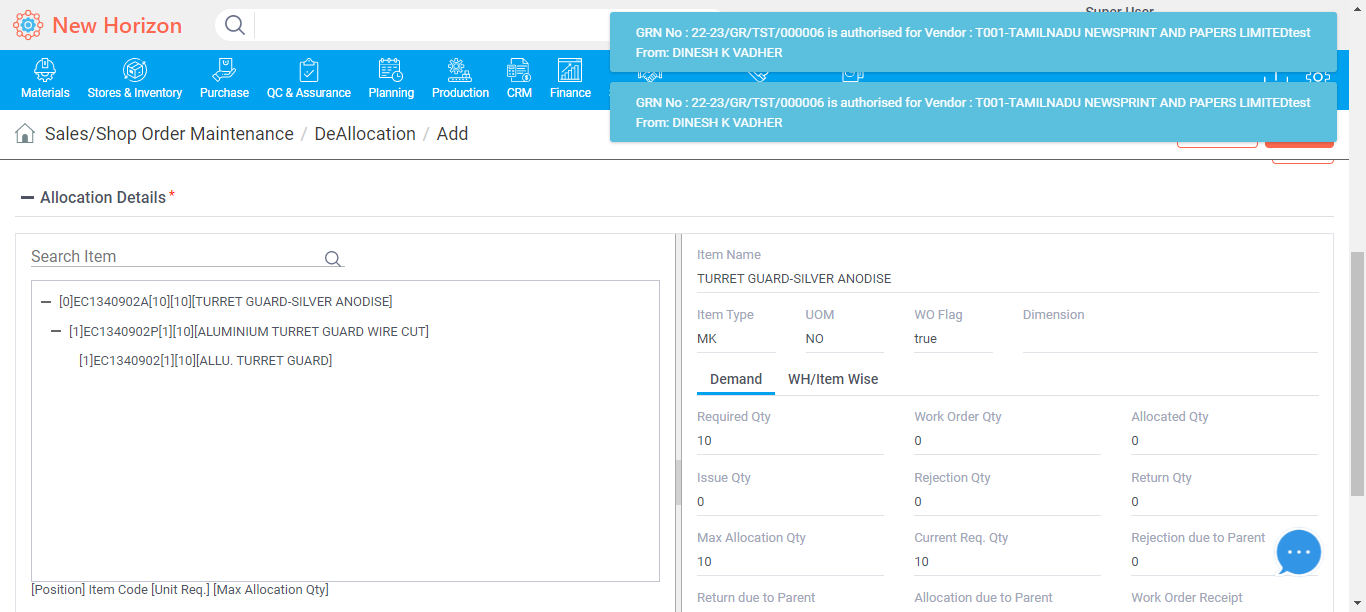 New Horizon
Super User
GRN No : 22-23/GR/TST/000006 is authorised for Vendor : T001-TAMILNADU NEWSPRINT AND PAPERS LIMITEDtest
From: DINESH K VADHER
GRN No : 22-23/GR/TST/000006 is authorised for Vendor : T001-TAMILNADU NEWSPRINT AND PAPERS LIMITEDtest
From: DINESH K VADHER
Materials Stores & Inventory Purchase QC & Assurance Planning Production CRM Finance
Sales/Shop Order Maintenance / DeAllocation / Add
Allocation Details *
Search Item
[0]EC1340902A[10][10][TURRET GUARD-SILVER ANODISE]
[1]EC1340902P[1][10][ALUMINIUM TURRET GUARD WIRE CUT]
[1]EC1340902[1][10][ALLU. TURRET GUARD]
[Position] Item Code [Unit Req.] [Max Allocation Qty]
Item Name
TURRET GUARD-SILVER ANODISE
Item Type UOM WO Flag Dimension
MK NO true
Demand WH/Item Wise
Required Qty Work Order Qty Allocated Qty
10 0 0
Issue Qty Rejection Qty Return Qty
0 0 0
Max Allocation Qty Current Req. Qty Rejection due to Parent
10 10 0
Return due to Parent Allocation due to Parent Work Order Receipt